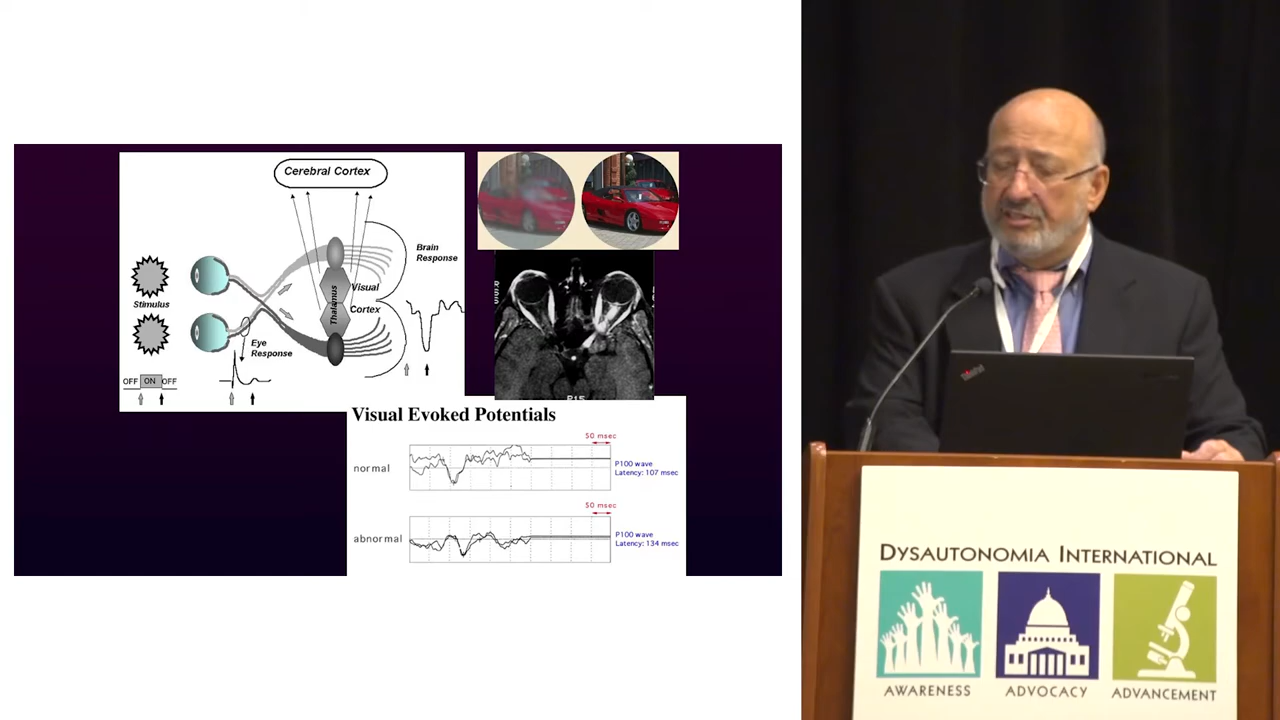 Cerebral Cortex
Brain
Response
Stimulus
Thalamus
Visual
Cortex
Eye
Response
OFF ON OFF
Visual Evoked Potentials
50 msec
normal
P100 wave
Latency: 107 msec
50 msec
abnormal
P100 wave
Latency: 134 msec
ThinkPad
DYSAUTONOMIA INTERNATIONAL
AWARENESS
ADVOCACY
ADVANCEMENT